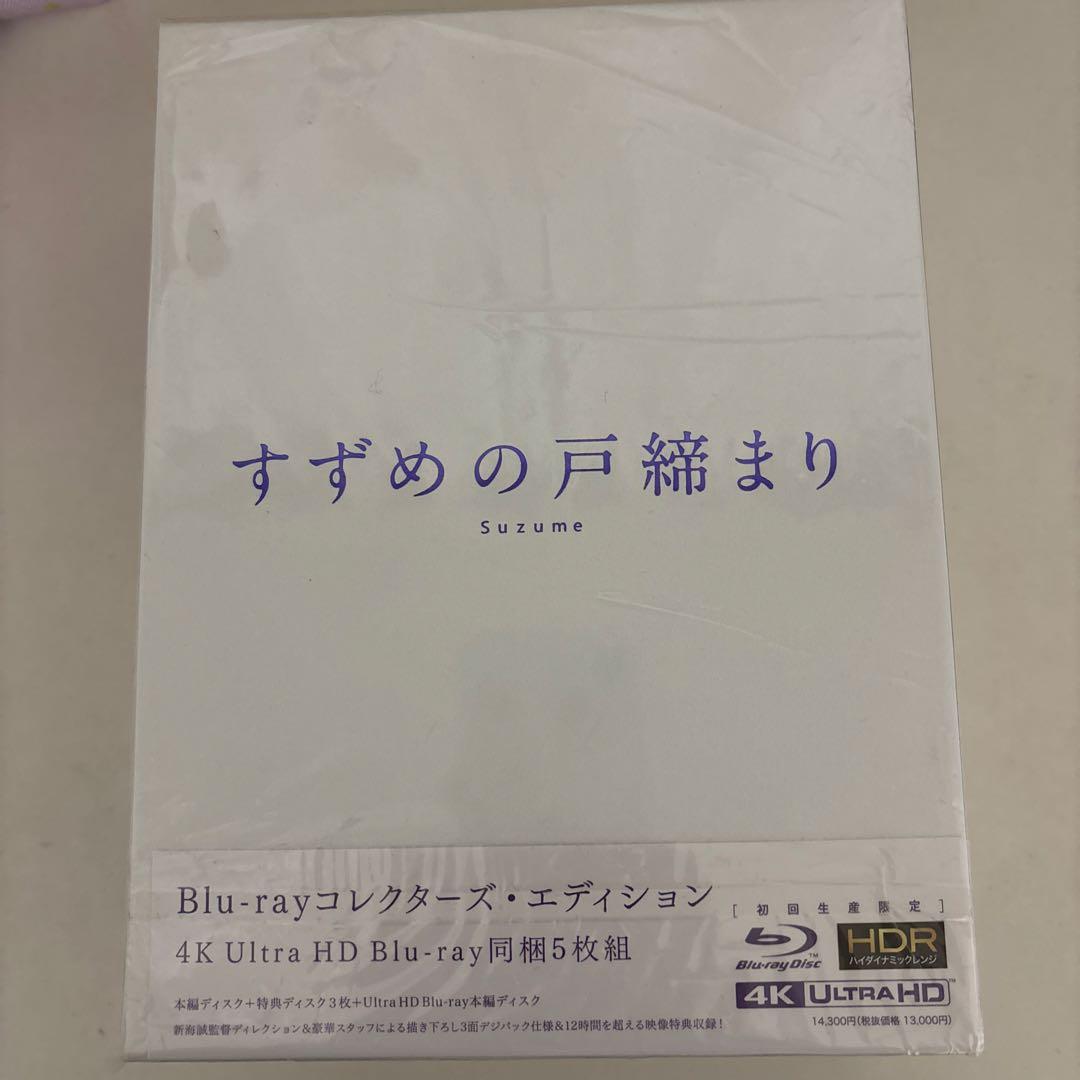 すずめの戸締まり
Suzume
Blu-rayコレクターズ・エディション
4K Ultra HD Blu-ray同梱5枚組
本編ディスク+特典ディスク3枚+Ultra HD Blu-ray本編ディスク
新海誠監督ディレクション&豪華スタッフによる描き下ろし3面デジパック仕様&12時間を超える映像特典収録!
[初回生産限定]
Blu-ray Disc
HDR
ハイダイナミックレンジ
4K ULTRA HD™
14,300円(税抜価格 13,000円)